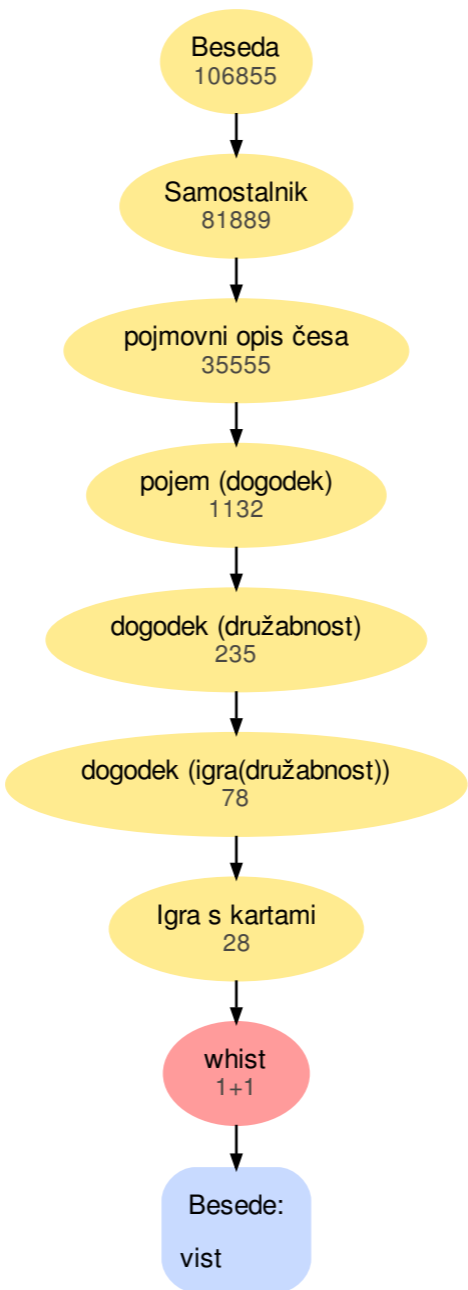 Beseda
106855
Samostalnik
81889
pojmovni opis česa
35555
pojem (dogodek)
1132
dogodek (družabnost)
235
dogodek (igra(družabnost))
78
Igra s kartami
28
whist
1+1
Besede:
vist